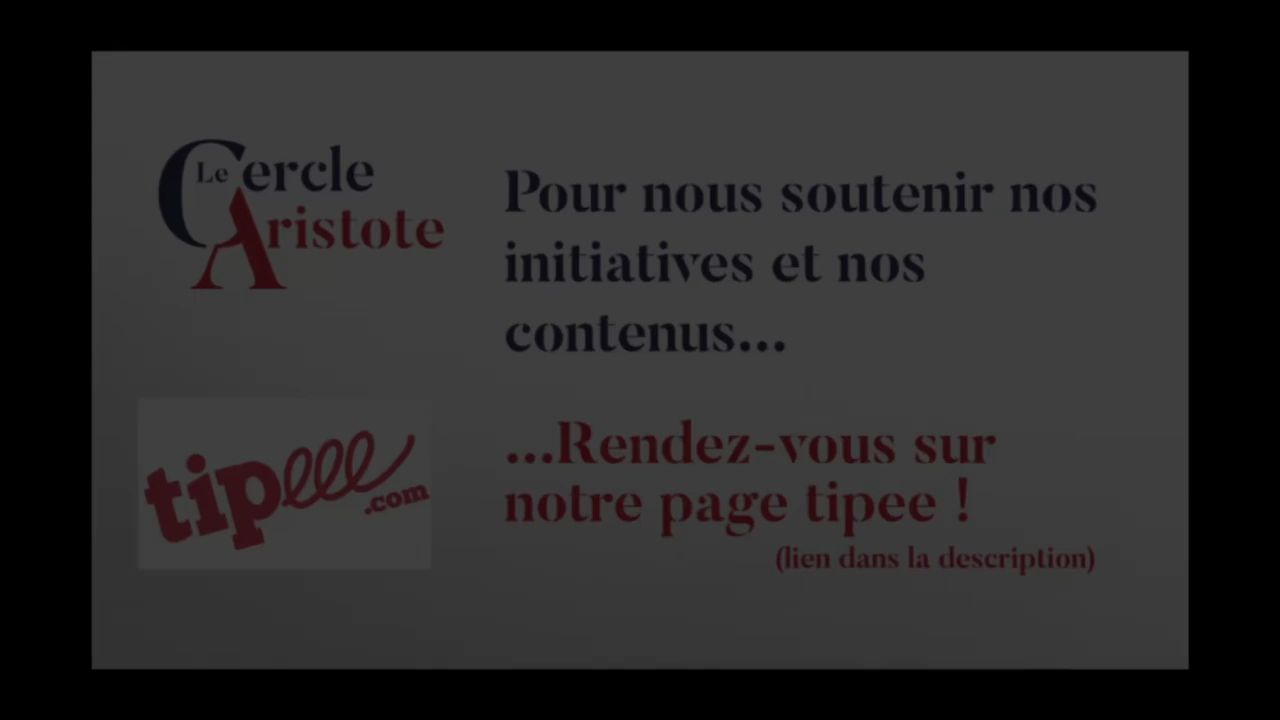 Le Cercle
Aristote
Pour nous soutenir nos
initiatives et nos
contenus...
tipeee
.com
...Rendez-vous sur
notre page tipee !
(lien dans la description)